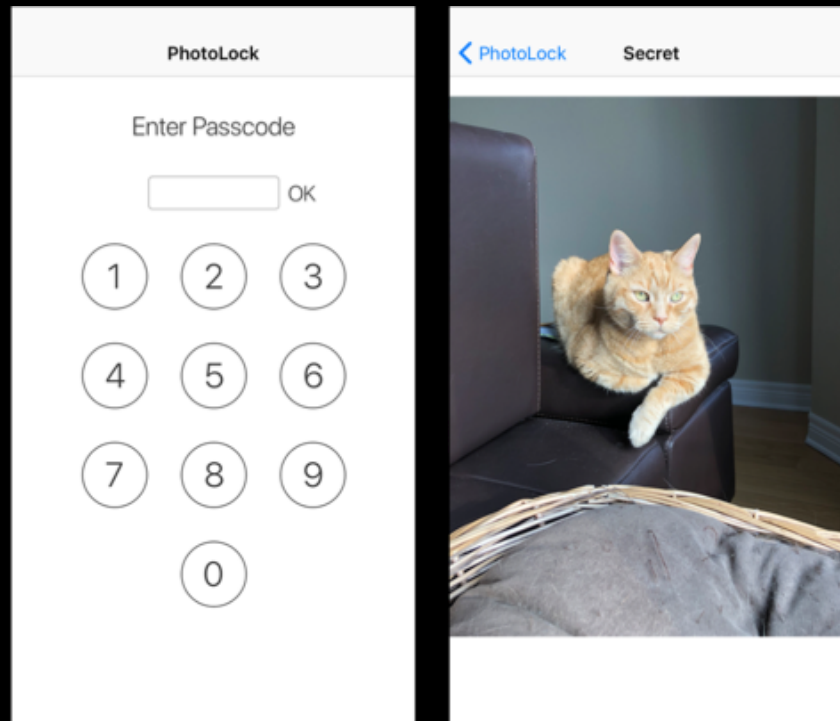 PhotoLock
Enter Passcode
OK
1 2 3
4 5 6
7 8 9
0
PhotoLock Secret